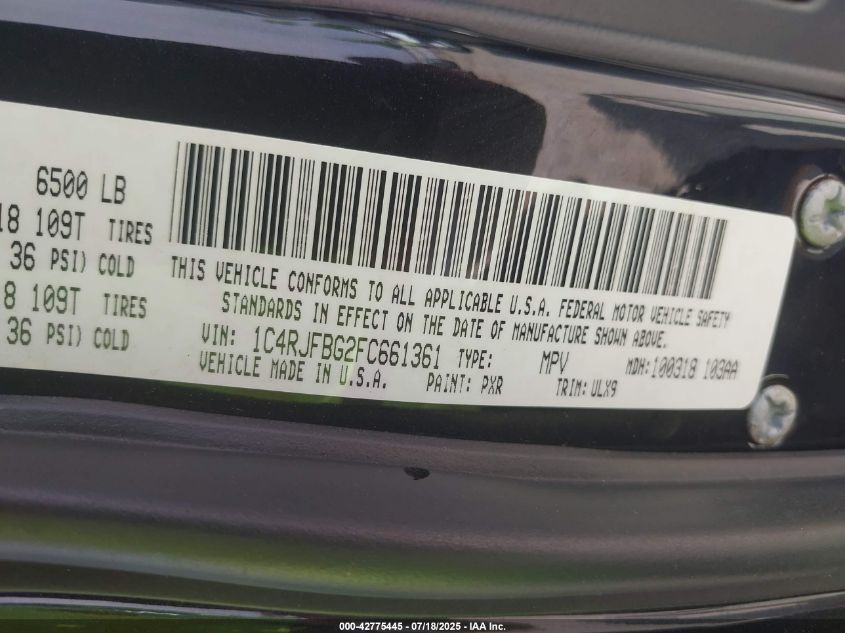 6500 LB
18 109T TIRES
36 PSI) COLD
8 109T TIRES
36 PSI) COLD
THIS VEHICLE CONFORMS TO ALL APPLICABLE U.S.A. FEDERAL MOTOR VEHICLE SAFETY
STANDARDS IN EFFECT ON THE DATE OF MANUFACTURE SHOWN ABOVE.
VIN: 1C4RJFBG2FC661361 TYPE: MPV MDH: 100318 103AA
VEHICLE MADE IN U.S.A. PAINT: PXR TRIM: ULX9
000-42775445 - 07/18/2025 - IAA Inc.